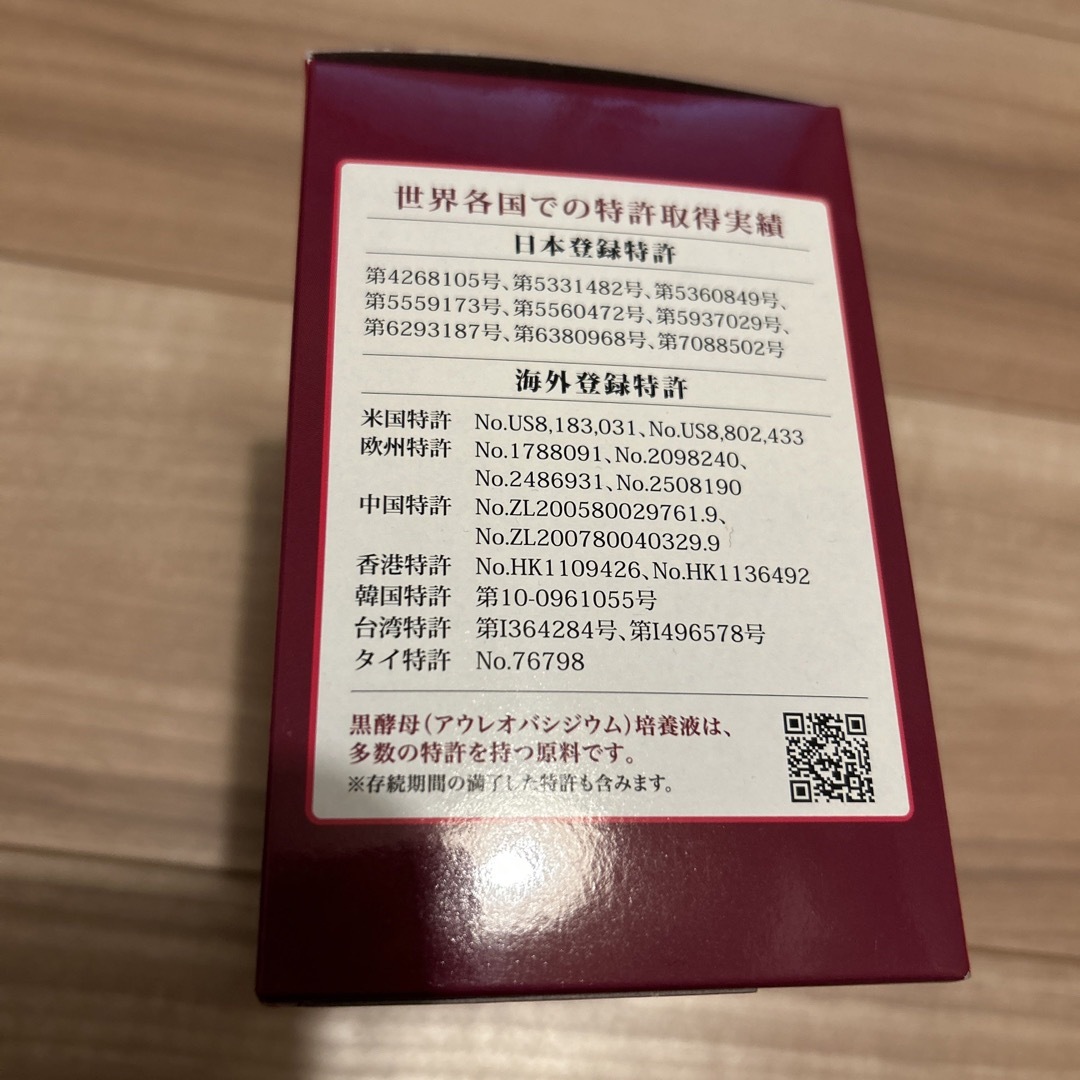 世界各国での特許取得実績
日本登録特許
第4268105号、第5331482号、第5360849号、
第5559173号、第5560472号、第5937029号、
第6293187号、第6380968号、第7088502号
海外登録特許
米国特許 No.US8,183,031、No.US8,802,433
欧州特許 No.1788091、No.2098240、
No.2486931、No.2508190
中国特許 No.ZL200580029761.9、
No.ZL200780040329.9
香港特許 No.HK1109426、No.HK1136492
韓国特許 第10-0961055号
台湾特許 第I364284号、第I496578号
タイ特許 No.76798
黒酵母(アウレオバシジウム)培養液は、
多数の特許を持つ原料です。
※存続期間の満了した特許も含みます。